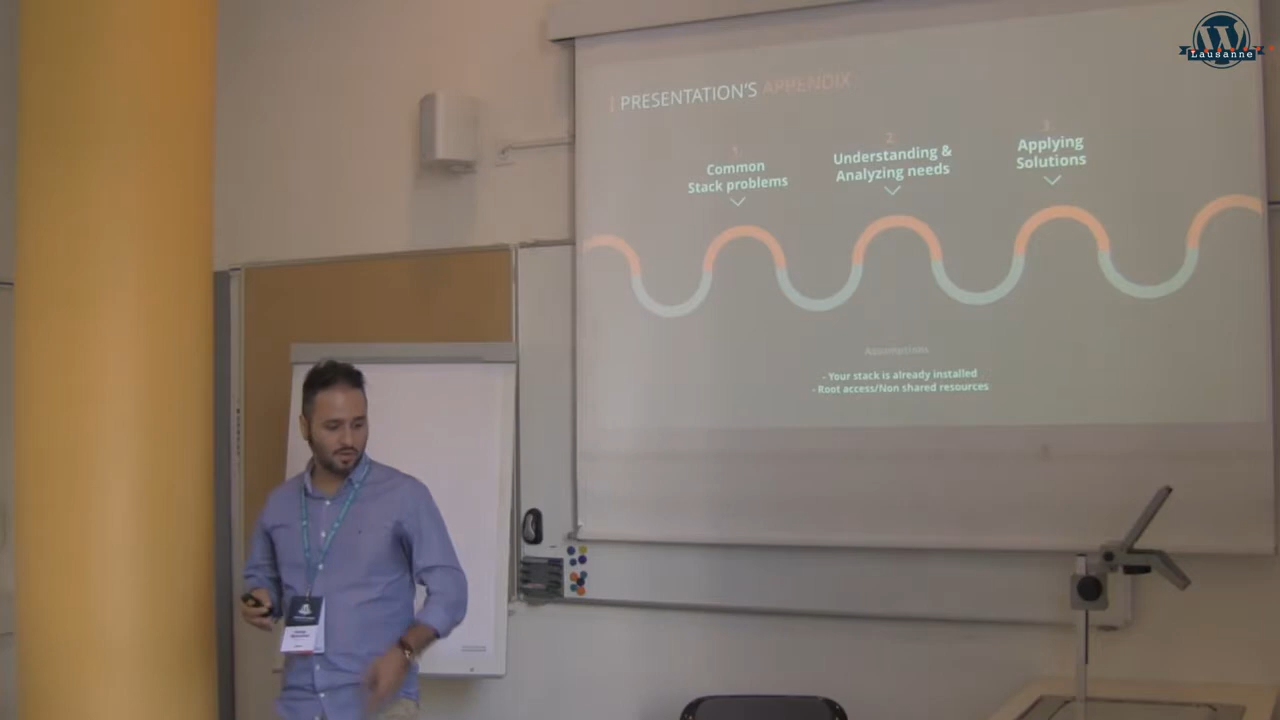 Lausanne
PRESENTATION'S APPENDIX
1
Common
Stack problems
2
Understanding &
Analyzing needs
3
Applying
Solutions
Assumptions
- Your stack is already installed
- Root access/Non shared resources